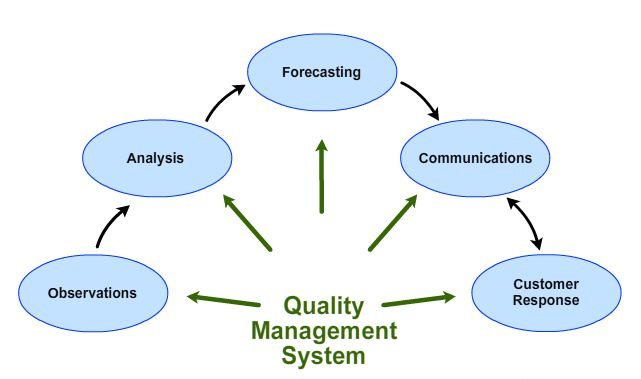 Forecasting
Analysis
Communications
Observations
Customer
Response
Quality
Management
System